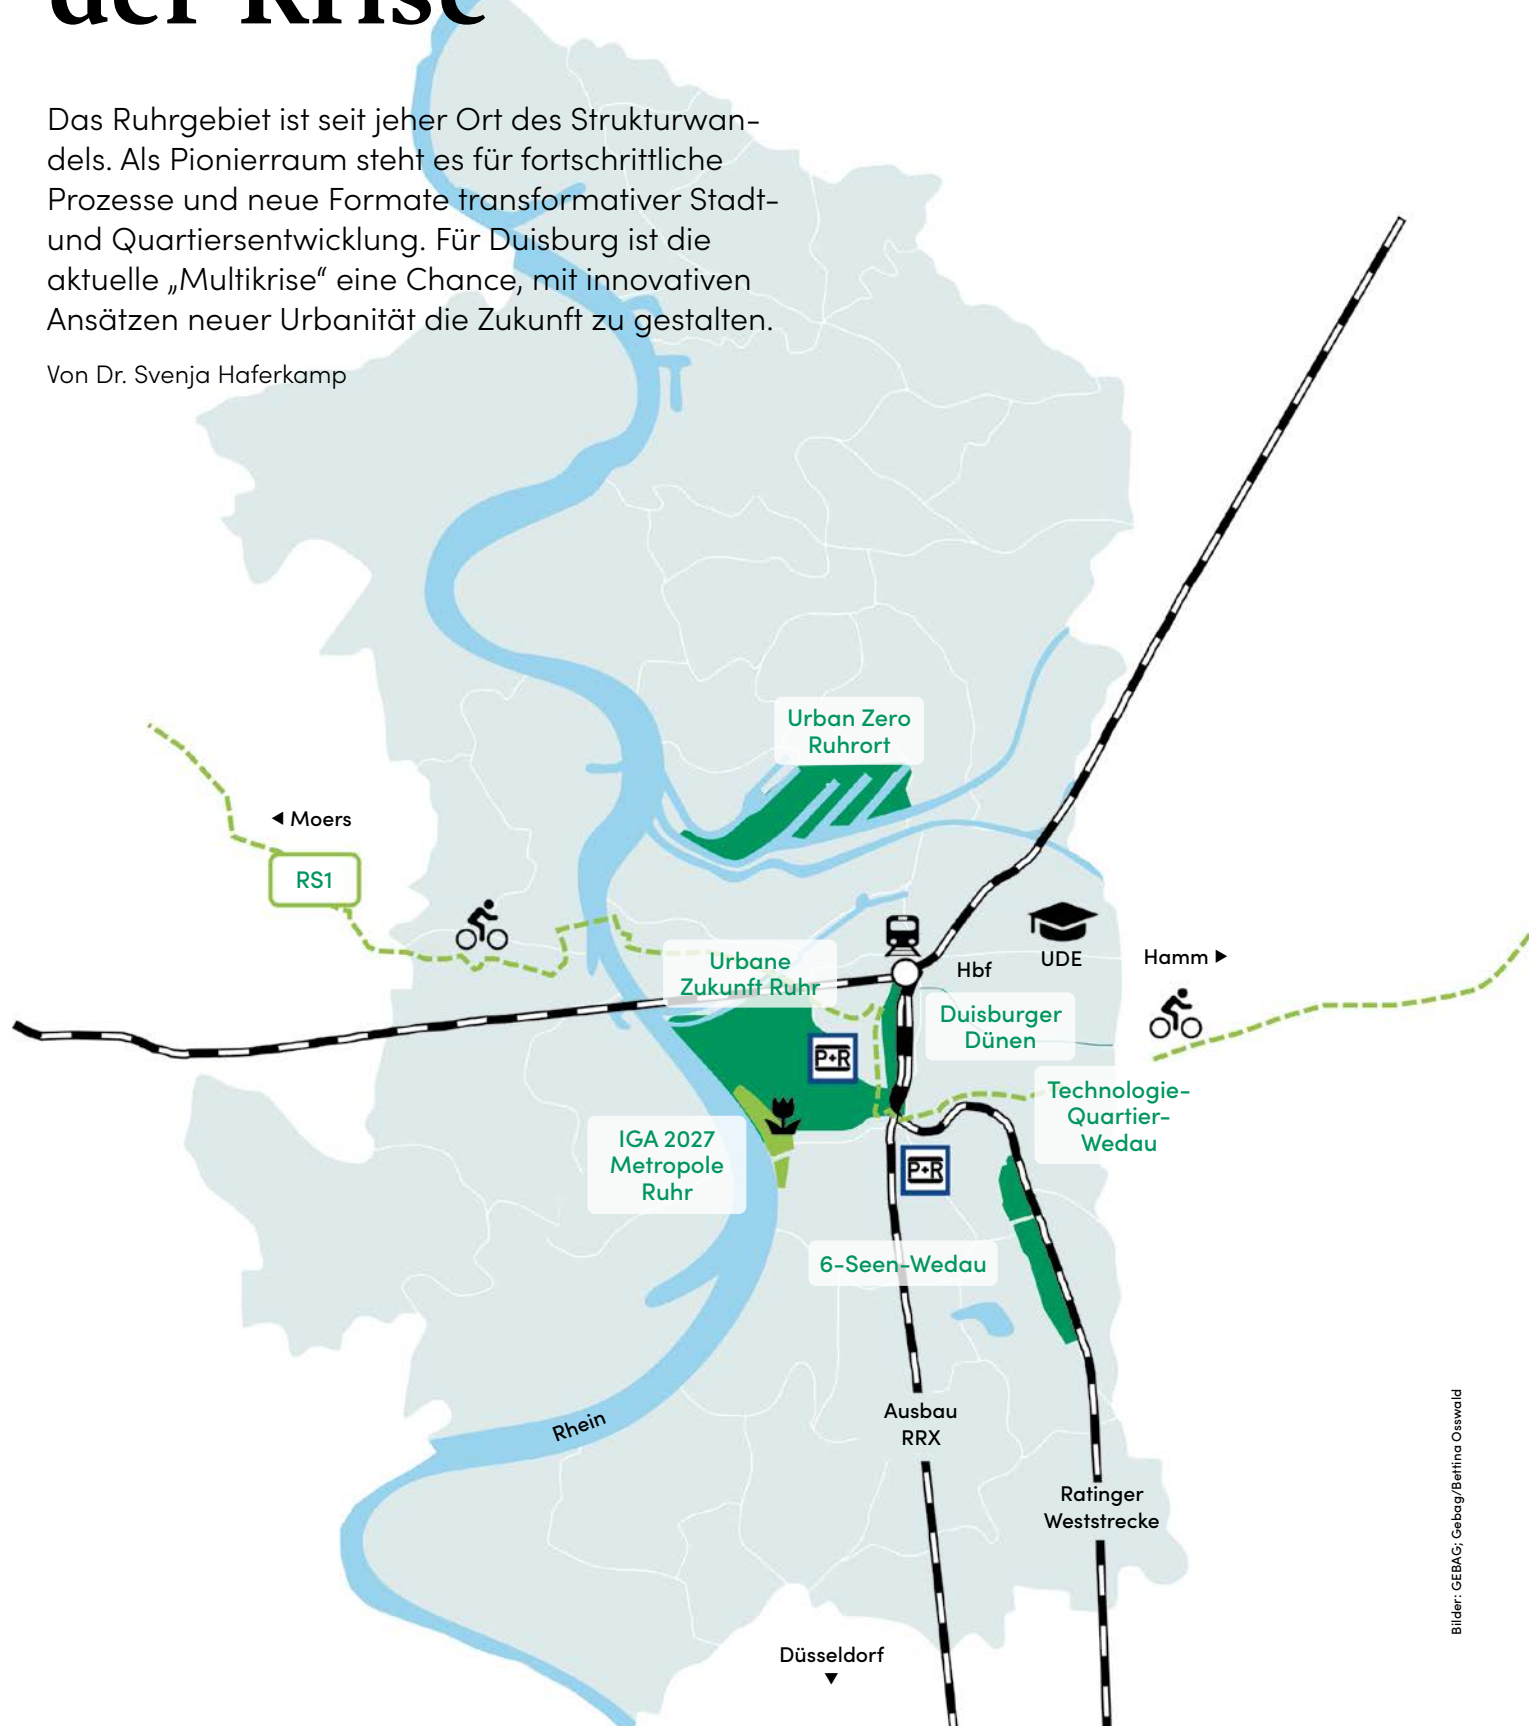 der Krise
Das Ruhrgebiet ist seit jeher Ort des Strukturwan-
dels. Als Pionierraum steht es für fortschrittliche
Prozesse und neue Formate transformativer Stadt-
und Quartiersentwicklung. Für Duisburg ist die
aktuelle „Multikrise“ eine Chance, mit innovativen
Ansätzen neuer Urbanität die Zukunft zu gestalten.
Von Dr. Svenja Haferkamp
Urban Zero
Ruhrort
◀ Moers
RS1
Urbane
Zukunft Ruhr
Hbf
UDE
Hamm ▶
Duisburger
Dünen
P+R
Technologie-
Quartier-
Wedau
IGA 2027
Metropole
Ruhr
P+R
6-Seen-Wedau
Rhein
Ausbau
RRX
Ratinger
Weststrecke
Düsseldorf
▼
Bilder: GEBAG; Gebag/Bettina Osswald